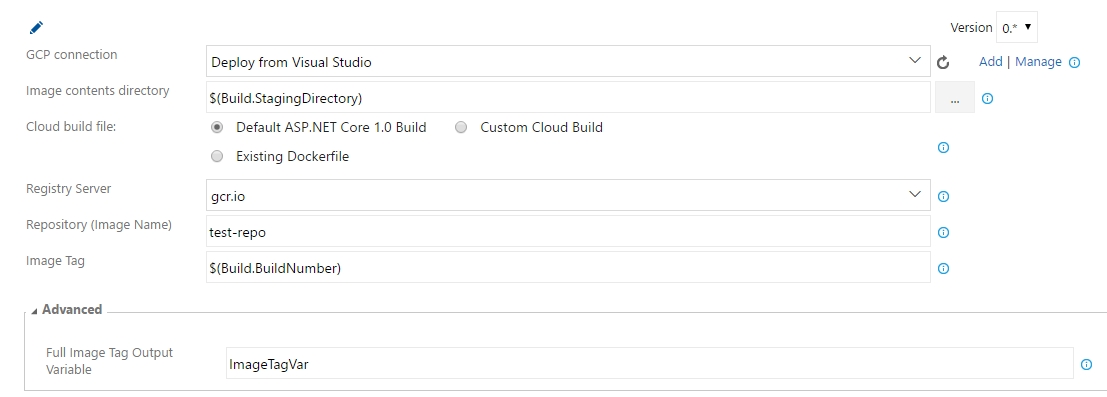 Version 0.*
GCP connection Deploy from Visual Studio Add | Manage
Image contents directory $(Build.StagingDirectory) ...
Cloud build file: Default ASP.NET Core 1.0 Build Custom Cloud Build
Existing Dockerfile
Registry Server gcr.io
Repository (Image Name) test-repo
Image Tag $(Build.BuildNumber)
Advanced
Full Image Tag Output
Variable ImageTagVar